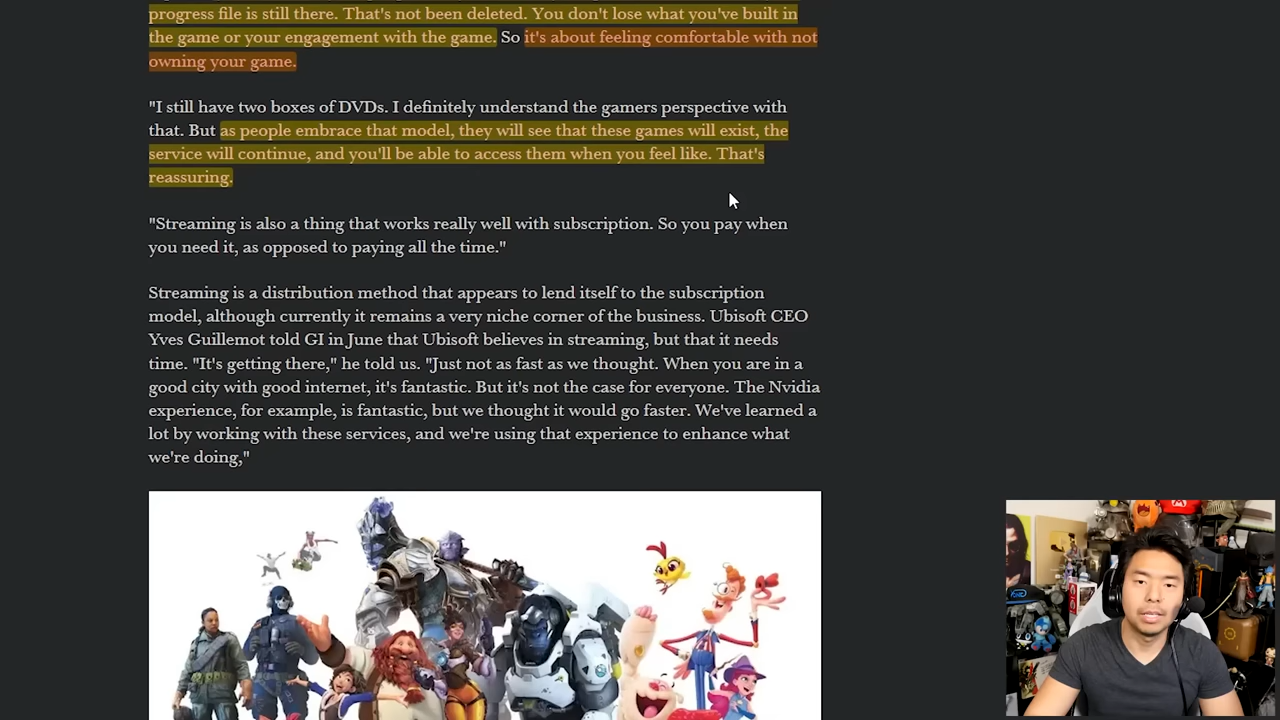 progress file is still there. That's not been deleted. You don't lose what you've built in
the game or your engagement with the game. So it's about feeling comfortable with not
owning your game.
"I still have two boxes of DVDs. I definitely understand the gamers perspective with
that. But as people embrace that model, they will see that these games will exist, the
service will continue, and you'll be able to access them when you feel like. That's
reassuring.
"Streaming is also a thing that works really well with subscription. So you pay when
you need it, as opposed to paying all the time."
Streaming is a distribution method that appears to lend itself to the subscription
model, although currently it remains a very niche corner of the business. Ubisoft CEO
Yves Guillemot told GI in June that Ubisoft believes in streaming, but that it needs
time. "It's getting there," he told us. "Just not as fast as we thought. When you are in a
good city with good internet, it's fantastic. But it's not the case for everyone. The Nvidia
experience, for example, is fantastic, but we thought it would go faster. We've learned a
lot by working with these services, and we're using that experience to enhance what
we're doing,"